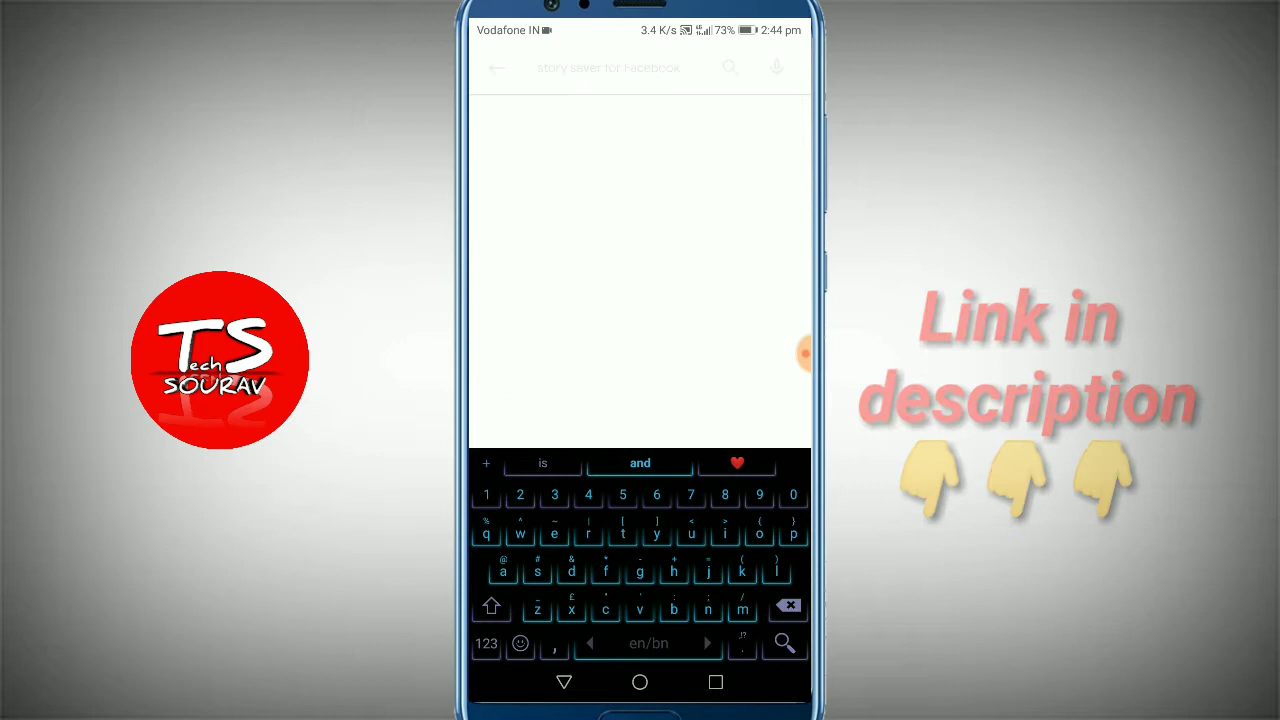 Vodafone IN 3.4 K/s 73% 2:44 pm
story saver for Facebook
Tech
SOURAV
Link in
description
+ is and
1 2 3 4 5 6 7 8 9 0
% ^ ~ | [ ] < > { }
q w e r t y u i o p
@ # & * - + = ( )
a s d f g h j k l
_ £ " ' : ; /
z x c v b n m
,!?
123 , en/bn .